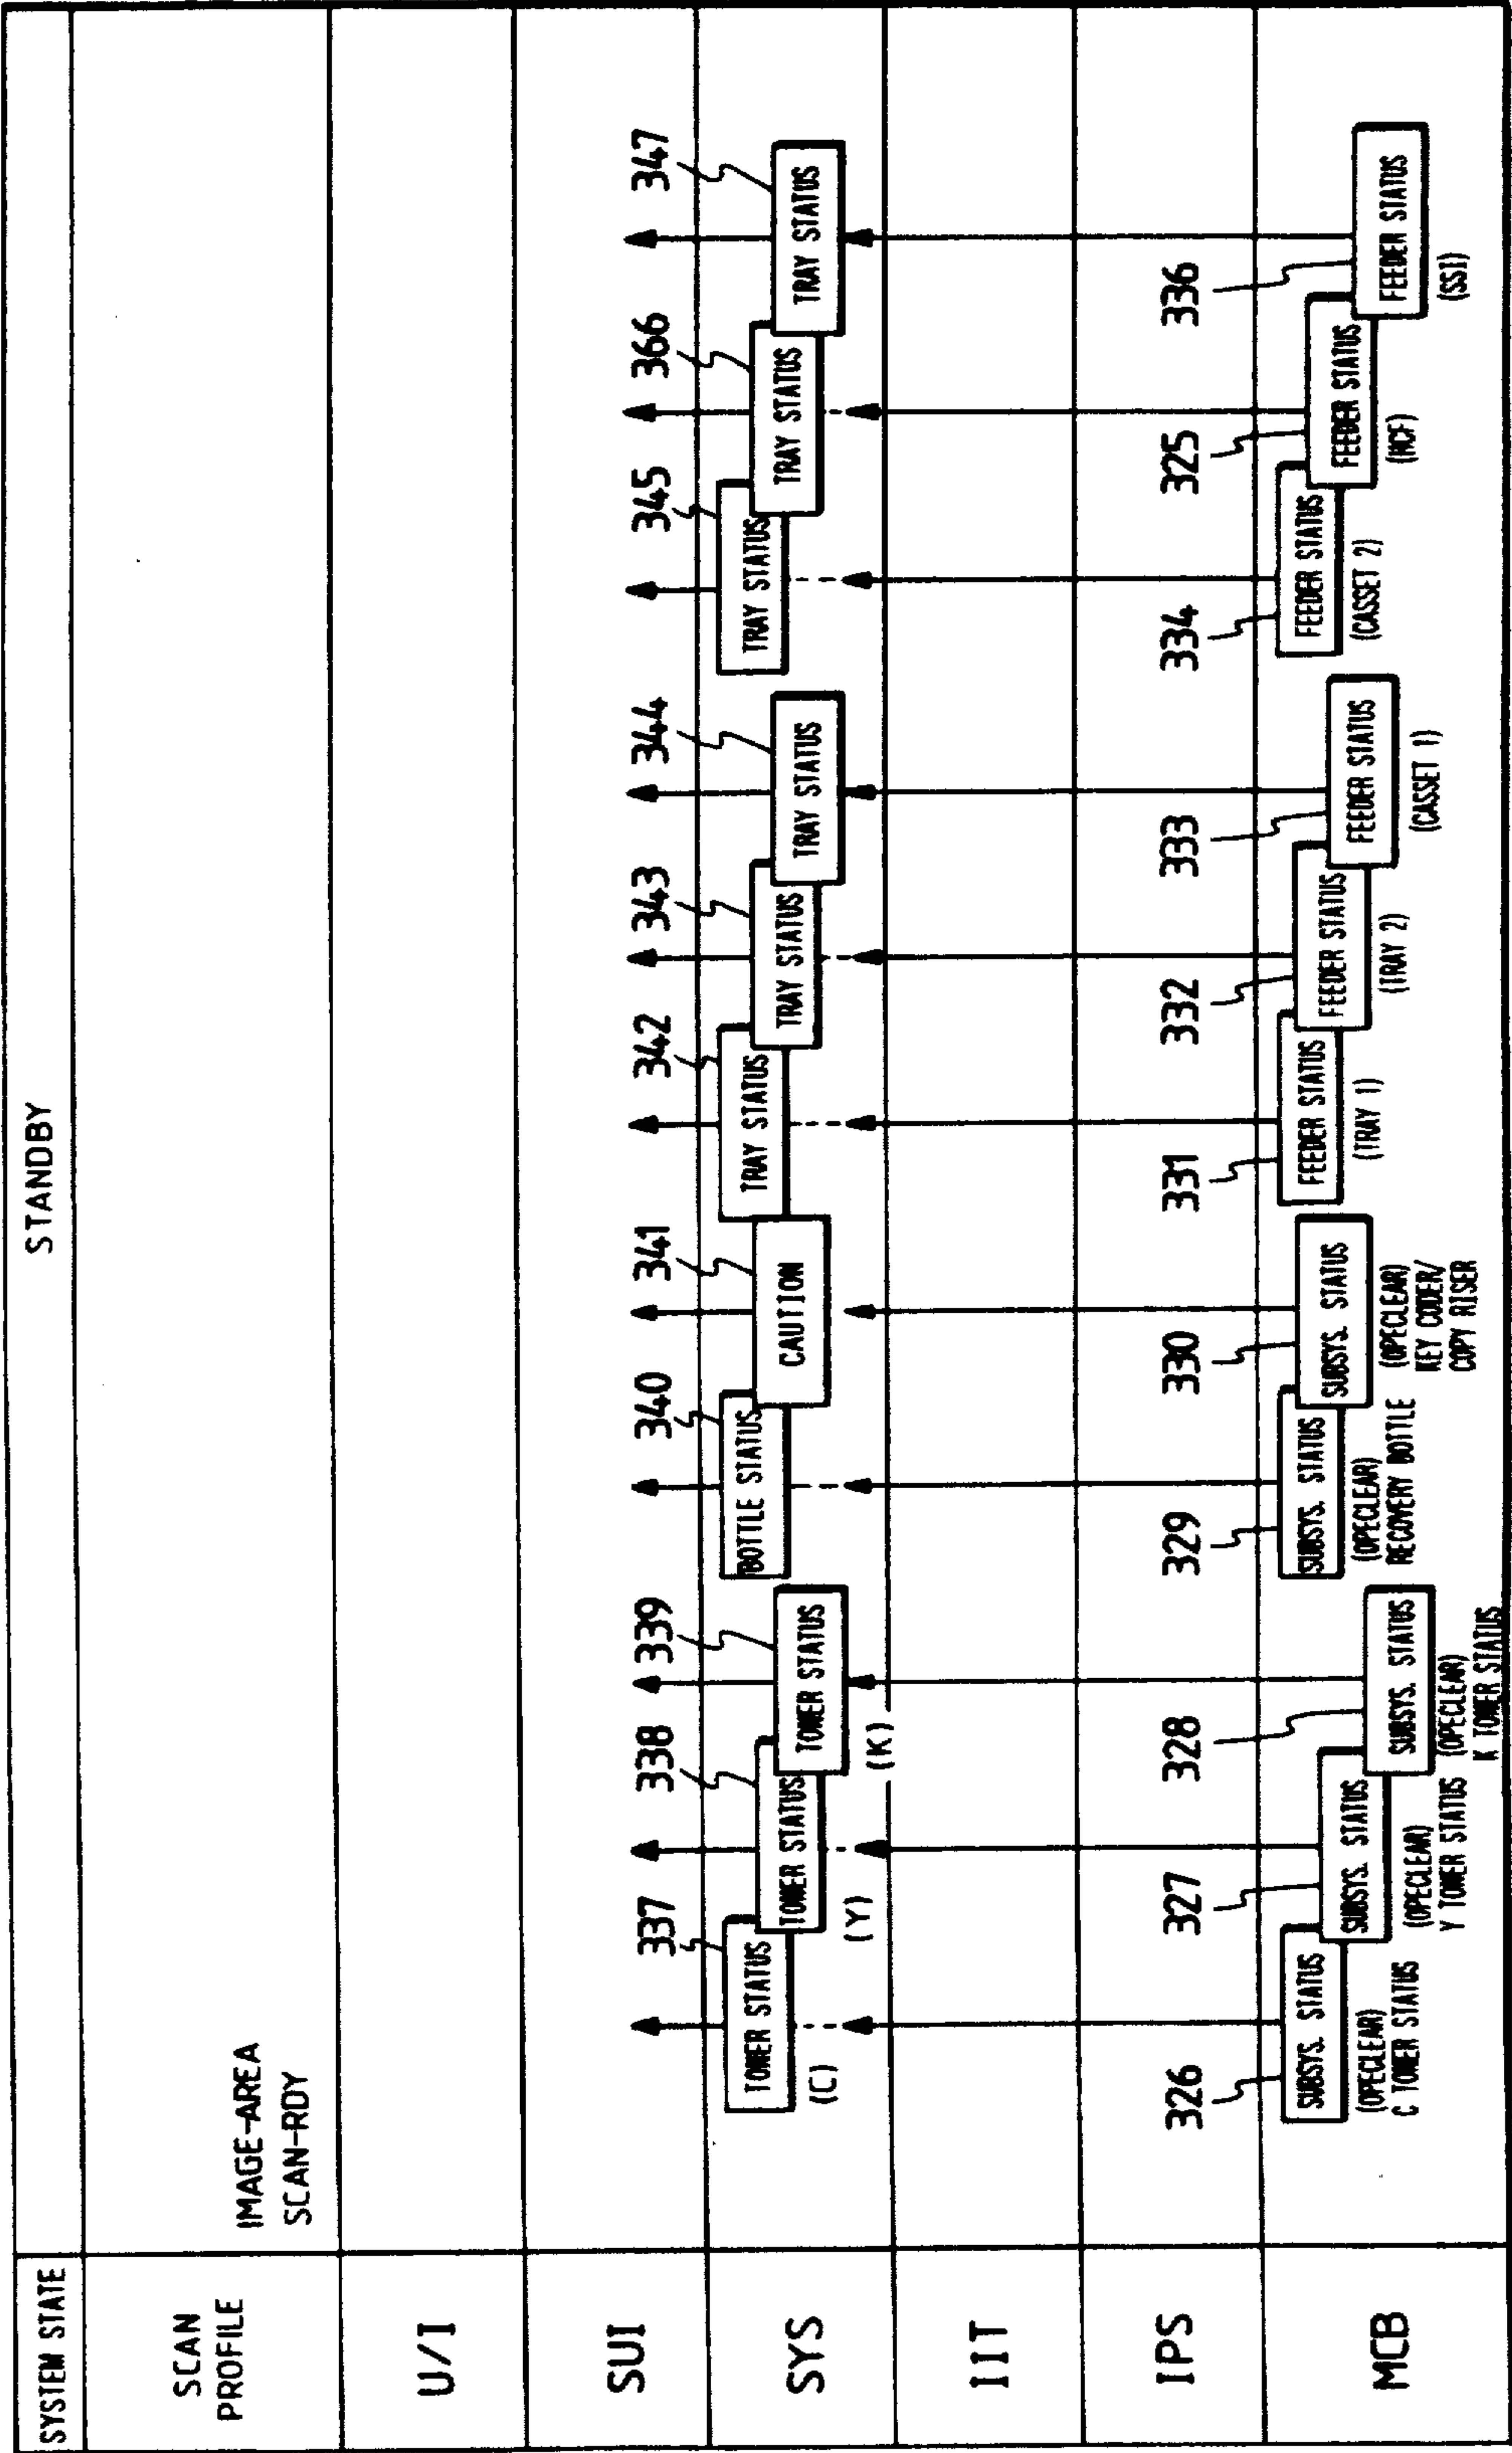 SYSTEM STATE
STANDBY
SCAN
PROFILE
IMAGE-AREA
SCAN-RDY
U/I
SUI
337
338
339
340
341
342
343
344
345
366
347
SYS
TONER STATUS
(C)
TONER STATUS
(Y)
TONER STATUS
(K)
BOTTLE STATUS
CAUTION
TRAY STATUS
TRAY STATUS
TRAY STATUS
TRAY STATUS
TRAY STATUS
TRAY STATUS
IIT
IPS
326
327
328
329
330
331
332
333
334
325
336
MCB
SUBSYS. STATUS
(OPECLEAR)
C TONER STATUS
SUBSYS. STATUS
(OPECLEAR)
Y TONER STATUS
SUBSYS. STATUS
(OPECLEAR)
K TONER STATUS
SUBSYS. STATUS
(OPECLEAR)
RECOVERY BOTTLE
SUBSYS. STATUS
(OPECLEAR)
KEY CODER/
COPY RISER
FEEDER STATUS
(TRAY 1)
FEEDER STATUS
(TRAY 2)
FEEDER STATUS
(CASSET 1)
FEEDER STATUS
(CASSET 2)
FEEDER STATUS
(HCF)
FEEDER STATUS
(SSI)